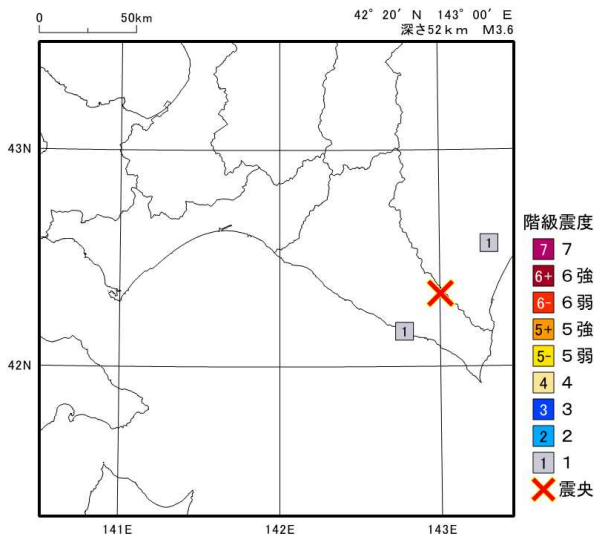 0 50km
42° 20′ N 143° 00′ E
深さ52km M3.6
43N
42N
141E 142E 143E
1
1
階級震度
7 7
6+ 6強
6- 6弱
5+ 5強
5- 5弱
4 4
3 3
2 2
1 1
震央